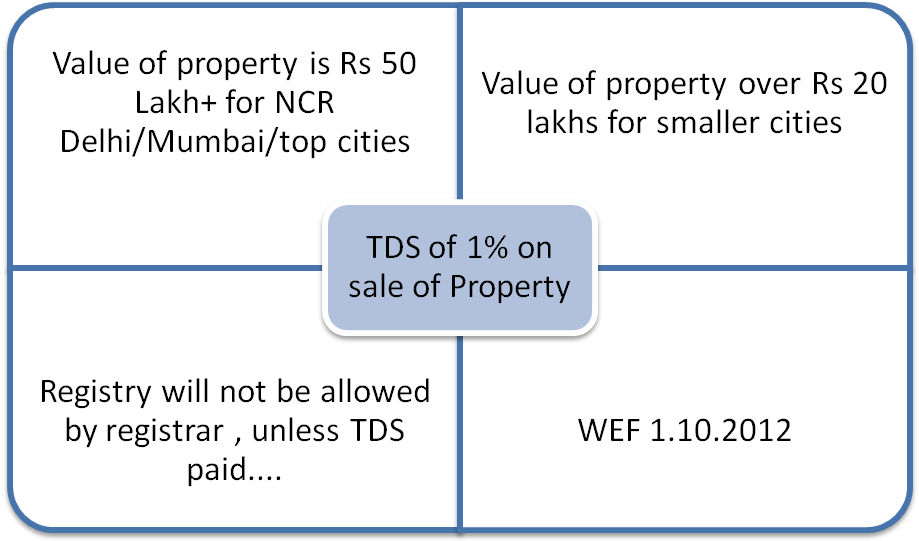 Value of property is Rs 50
Lakh+ for NCR
Delhi/Mumbai/top cities
Value of property over Rs 20
lakhs for smaller cities
TDS of 1% on
sale of Property
Registry will not be allowed
by registrar , unless TDS
paid....
WEF 1.10.2012